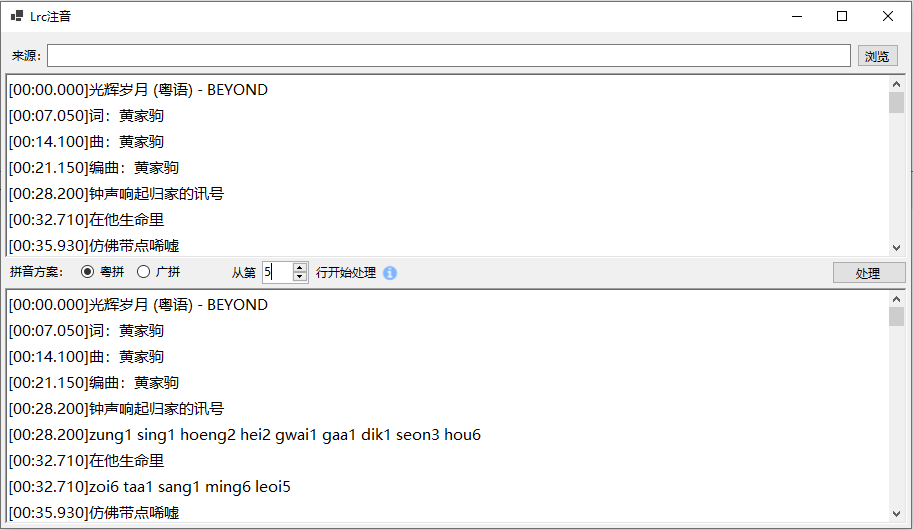 Lrc注音
来源：
浏览
[00:00.000]光辉岁月 (粤语) - BEYOND
[00:07.050]词：黄家驹
[00:14.100]曲：黄家驹
[00:21.150]编曲：黄家驹
[00:28.200]钟声响起归家的讯号
[00:32.710]在他生命里
[00:35.930]仿佛带点唏嘘
拼音方案： 粤拼 广拼 从第 5 行开始处理 处理
[00:00.000]光辉岁月 (粤语) - BEYOND
[00:07.050]词：黄家驹
[00:14.100]曲：黄家驹
[00:21.150]编曲：黄家驹
[00:28.200]钟声响起归家的讯号
[00:28.200]zung1 sing1 hoeng2 hei2 gwai1 gaa1 dik1 seon3 hou6
[00:32.710]在他生命里
[00:32.710]zoi6 taa1 sang1 ming6 leoi5
[00:35.930]仿佛带点唏嘘